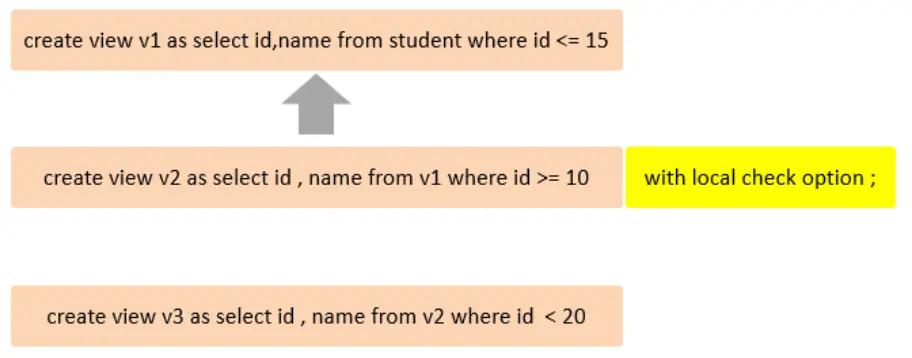 create view v1 as select id,name from student where id <= 15
create view v2 as select id , name from v1 where id >= 10 with local check option ;
create view v3 as select id , name from v2 where id < 20